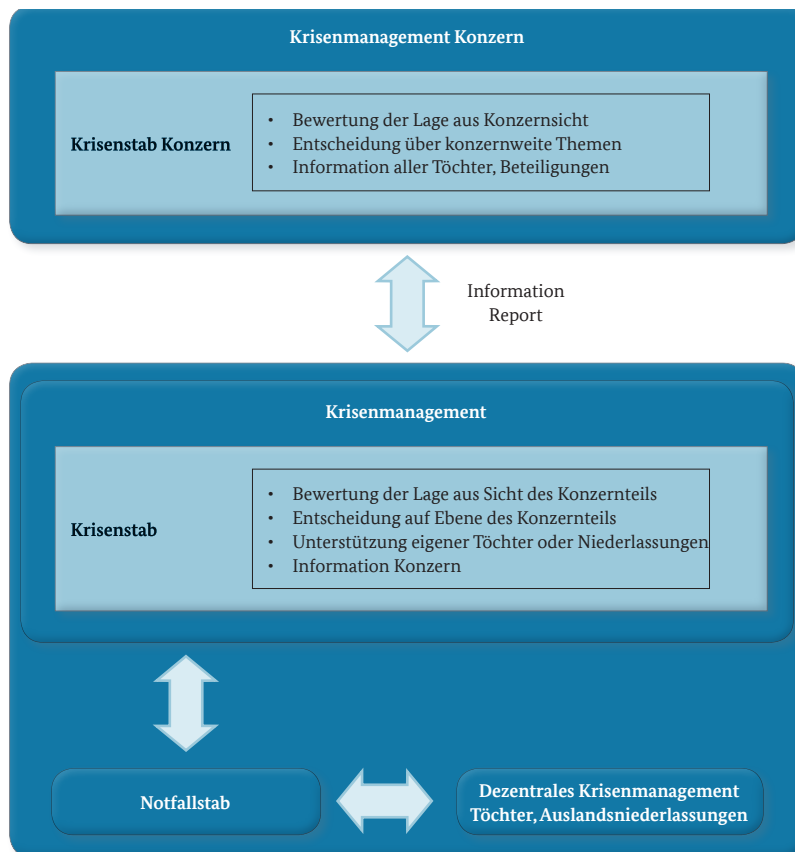 Krisenmanagement Konzern
Krisenstab Konzern
• Bewertung der Lage aus Konzernsicht
• Entscheidung über konzernweite Themen
• Information aller Töchter, Beteiligungen
Information
Report
Krisenmanagement
Krisenstab
• Bewertung der Lage aus Sicht des Konzernteils
• Entscheidung auf Ebene des Konzernteils
• Unterstützung eigener Töchter oder Niederlassungen
• Information Konzern
Notfallstab
Dezentrales Krisenmanagement
Töchter, Auslandsniederlassungen